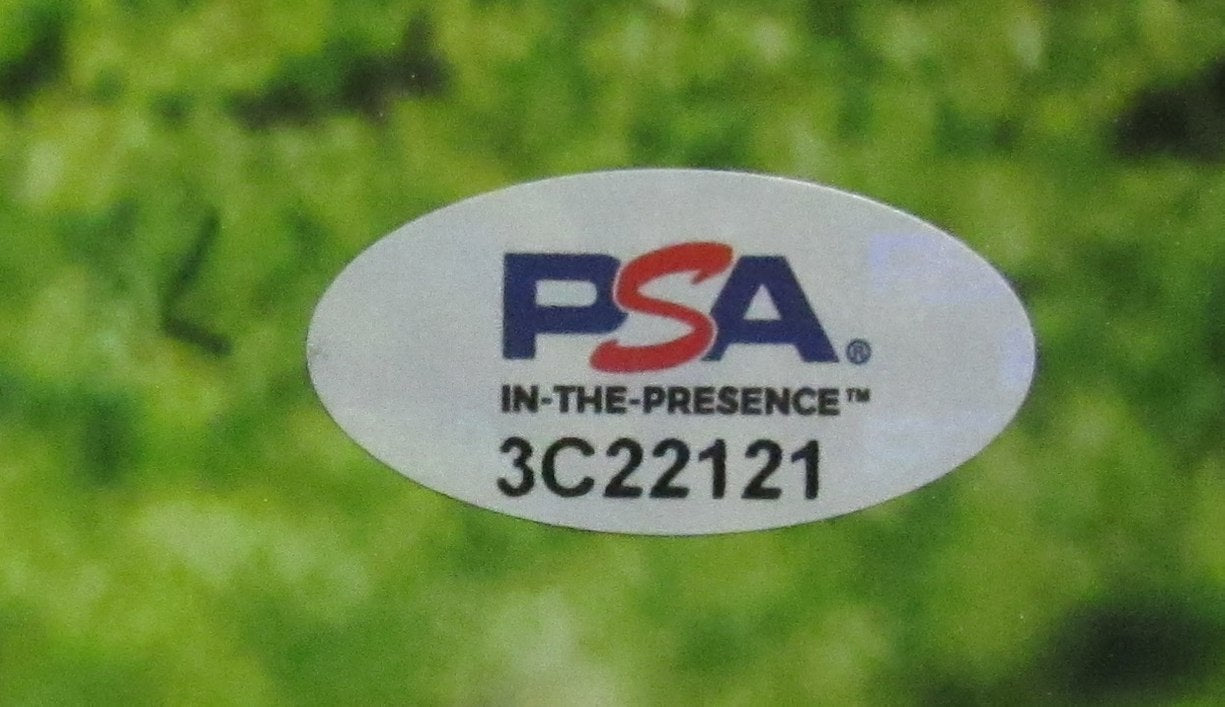 PSA®
IN-THE-PRESENCE™
3C22121